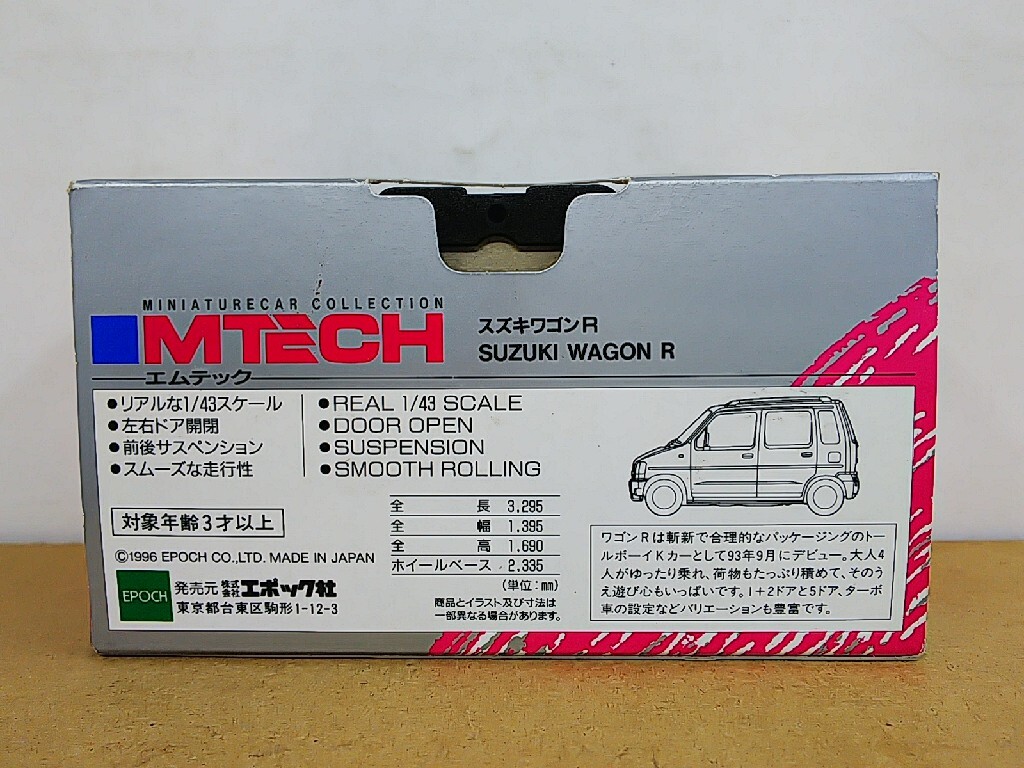 MINIATURECAR COLLECTION
MTECH
エムテック
スズキワゴンR
SUZUKI WAGON R
●リアルな1/43スケール
●左右ドア開閉
●前後サスペンション
●スムーズな走行性
●REAL 1/43 SCALE
●DOOR OPEN
●SUSPENSION
●SMOOTH ROLLING
対象年齢3才以上
©1996 EPOCH CO.,LTD. MADE IN JAPAN
EPOCH
発売元 株式会社エポック社
東京都台東区駒形1-12-3
全長 3,295
全幅 1,395
全高 1,690
ホイールベース 2,335
(単位:mm)
商品とイラスト及び寸法は
一部異なる場合があります。
ワゴンRは斬新で合理的なパッケージングのトー
ルボーイKカーとして93年9月にデビュー。大人4
人がゆったり乗れ、荷物もたっぷり積めて、そのう
え遊び心もいっぱいです。1+2ドアと5ドア、ターボ
車の設定などバリエーションも豊富です。